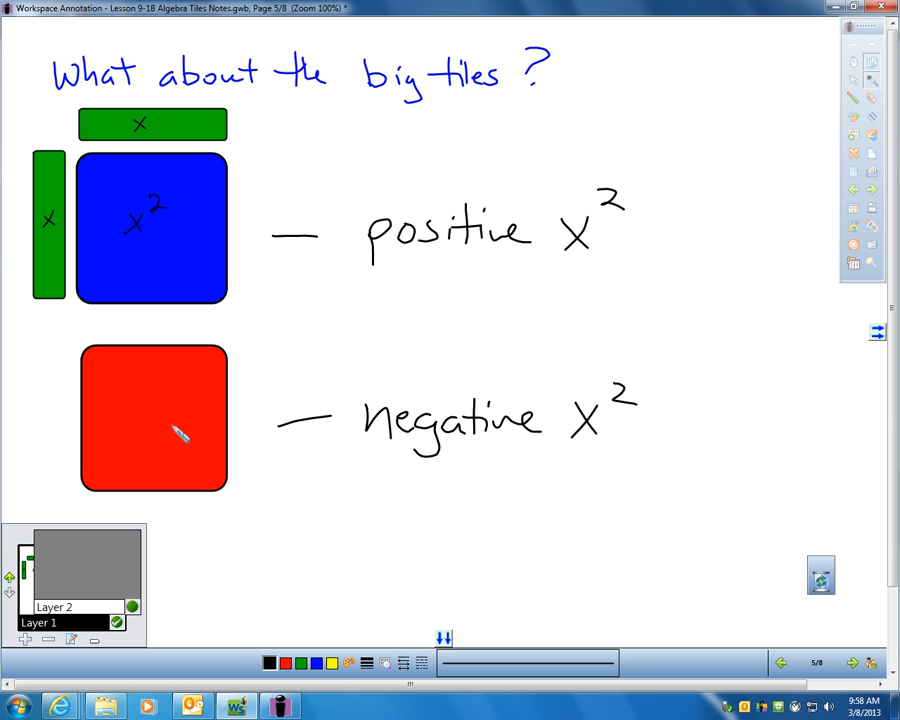 Workspace Annotation - Lesson 9-1B Algebra Tiles Notes.gwb, Page 5/8 (Zoom 100%) *
What about the big tiles ?
x
x
x²
— positive x²
— negative x²
Layer 2
Layer 1
5/8
9:58 AM
3/8/2013